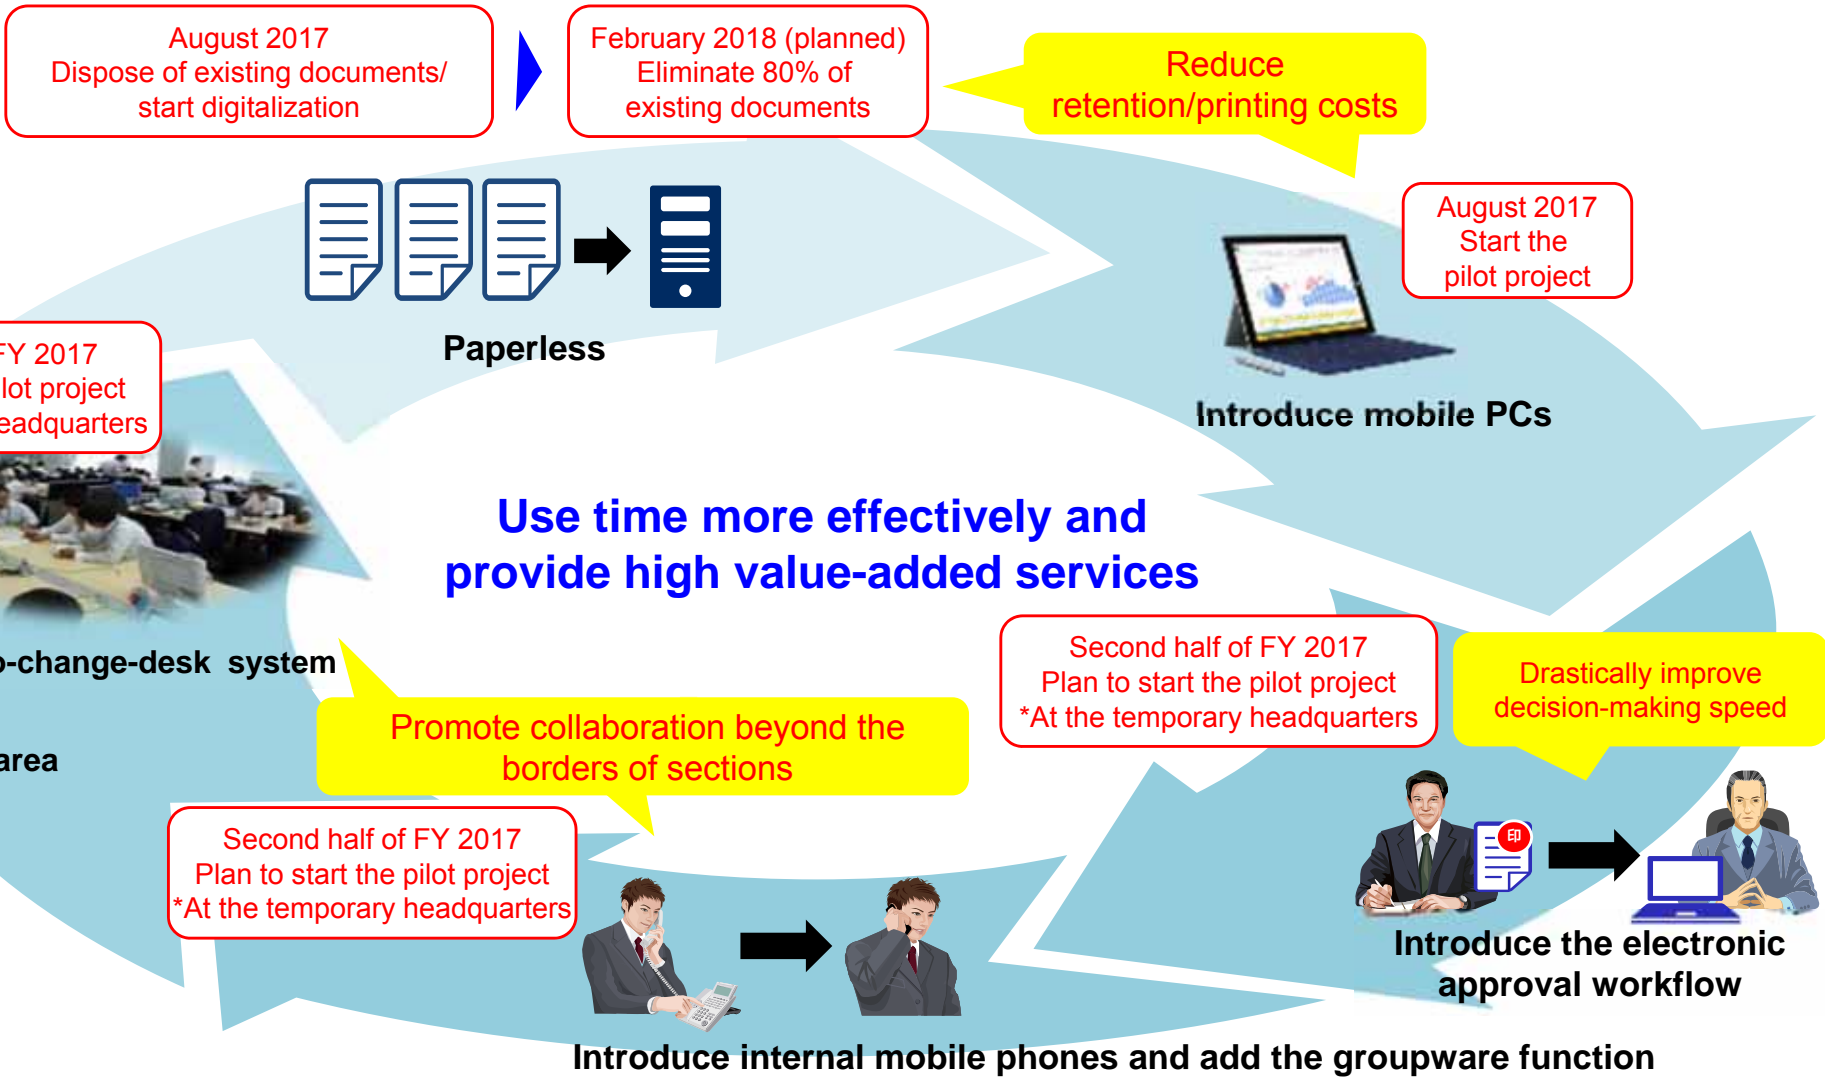 August 2017
Dispose of existing documents/
start digitalization
February 2018 (planned)
Eliminate 80% of
existing documents
Reduce
retention/printing costs
August 2017
Start the
pilot project
Paperless
Introduce mobile PCs
FY 2017
lot project
eadquarters
Use time more effectively and
provide high value-added services
o-change-desk system
area
Promote collaboration beyond the
borders of sections
Second half of FY 2017
Plan to start the pilot project
*At the temporary headquarters
Drastically improve
decision-making speed
印
Introduce the electronic
approval workflow
Second half of FY 2017
Plan to start the pilot project
*At the temporary headquarters
Introduce internal mobile phones and add the groupware function